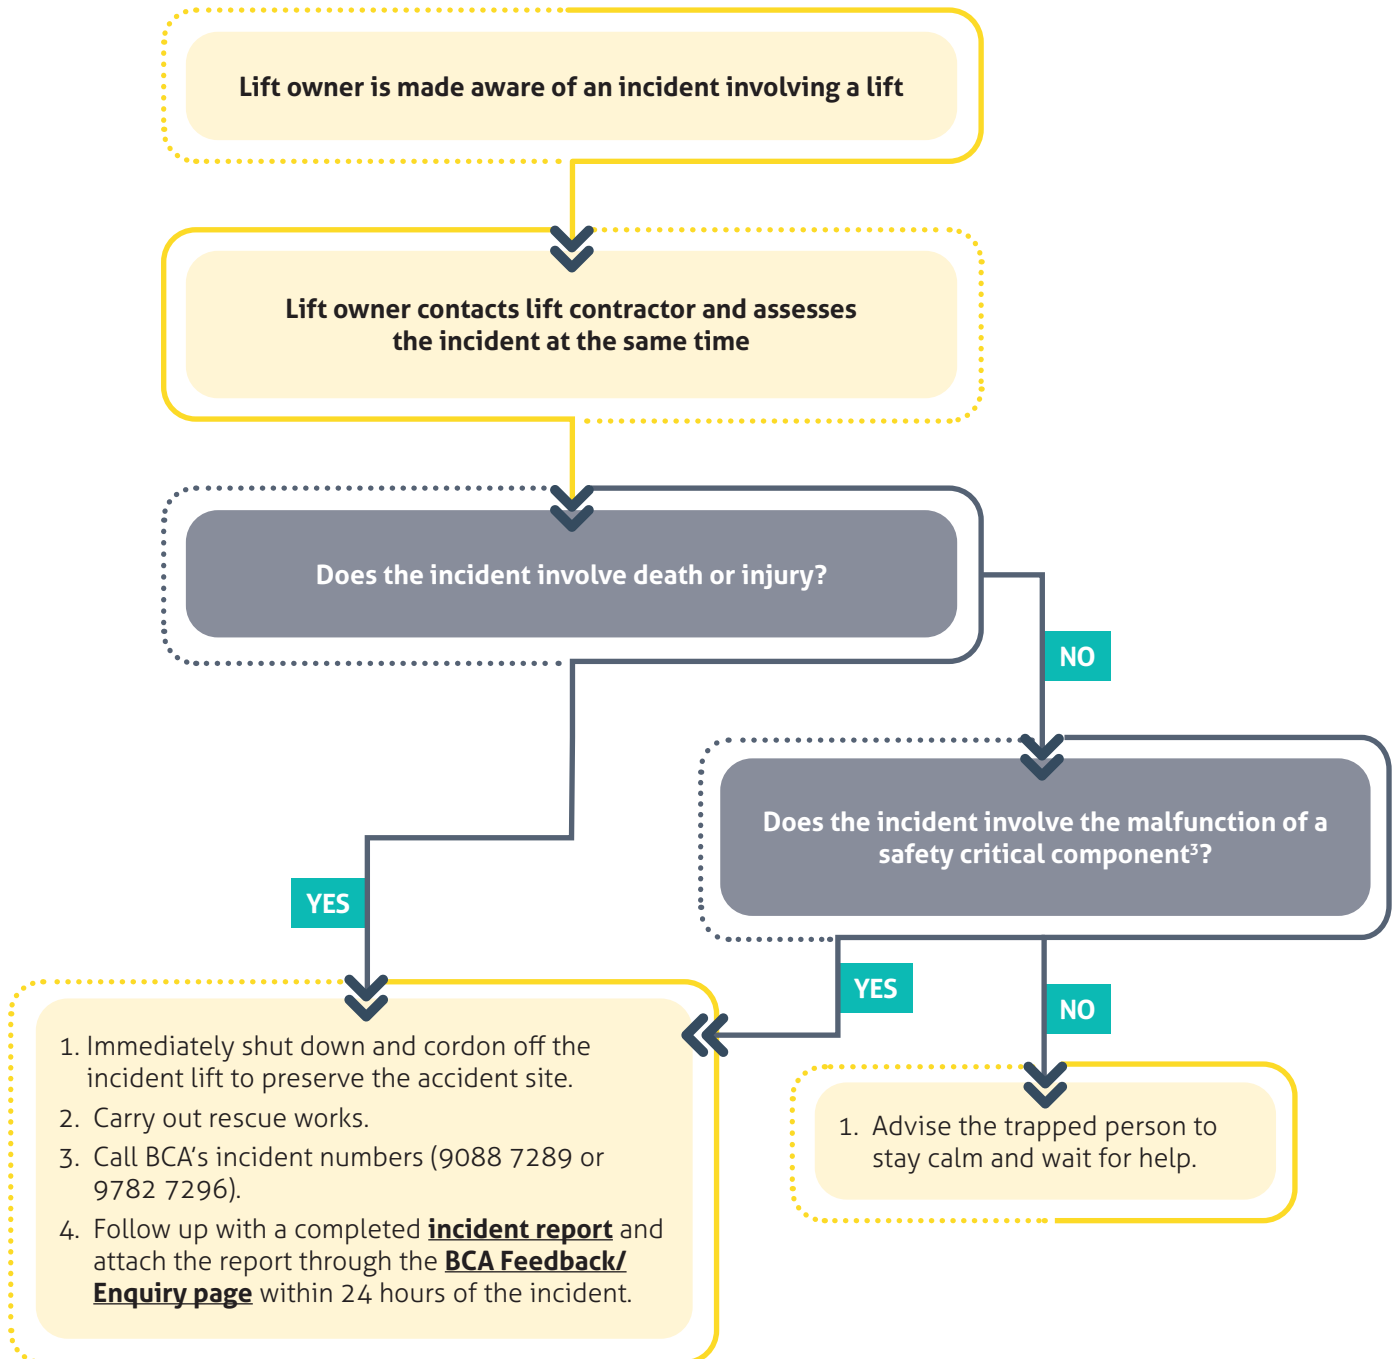 Lift owner is made aware of an incident involving a lift
Lift owner contacts lift contractor and assesses
the incident at the same time
Does the incident involve death or injury?
NO
Does the incident involve the malfunction of a
safety critical component³?
YES
YES
NO
1. Immediately shut down and cordon off the
incident lift to preserve the accident site.
2. Carry out rescue works.
3. Call BCA's incident numbers (9088 7289 or
9782 7296).
4. Follow up with a completed incident report and
attach the report through the BCA Feedback/
Enquiry page within 24 hours of the incident.
1. Advise the trapped person to
stay calm and wait for help.